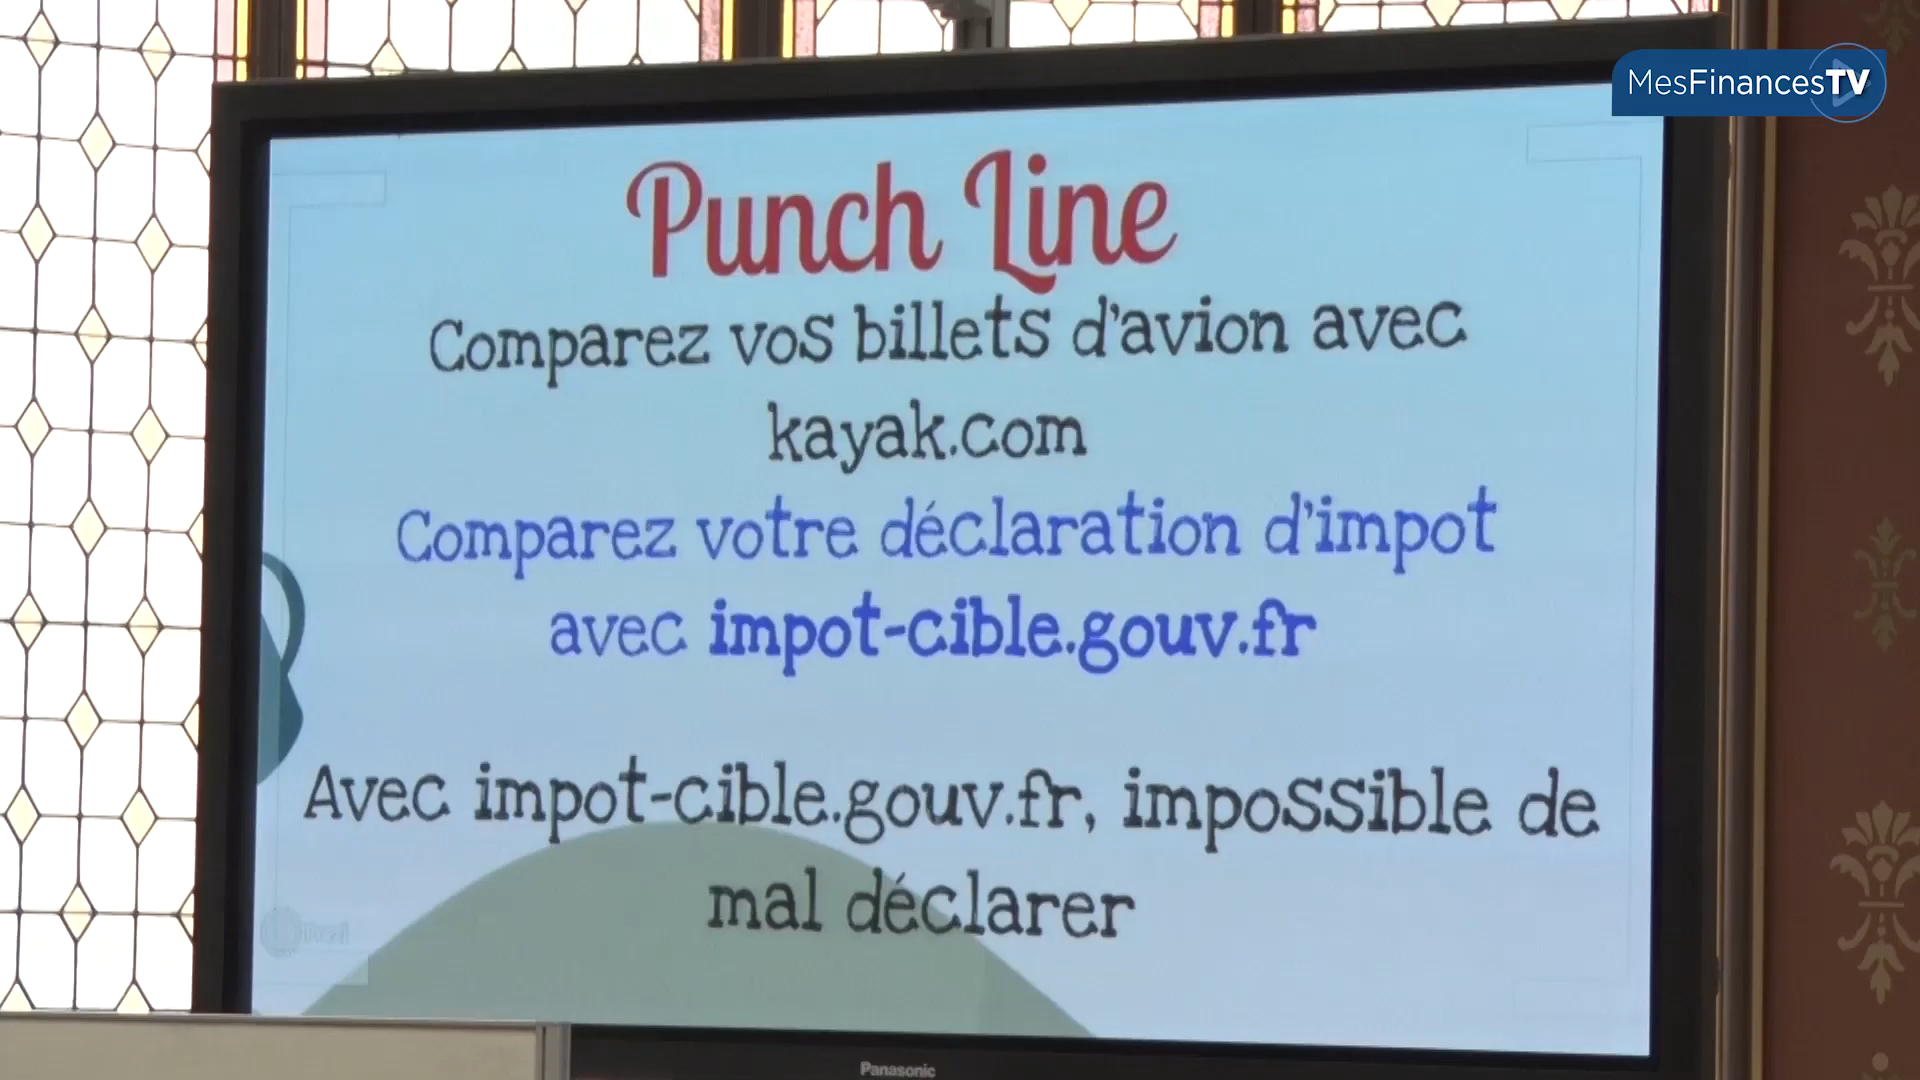 MesFinancesTV
Punch Line
Comparez vos billets d'avion avec
kayak.com
Comparez votre déclaration d'impot
avec impot-cible.gouv.fr
Avec impot-cible.gouv.fr, impossible de
mal déclarer
Panasonic